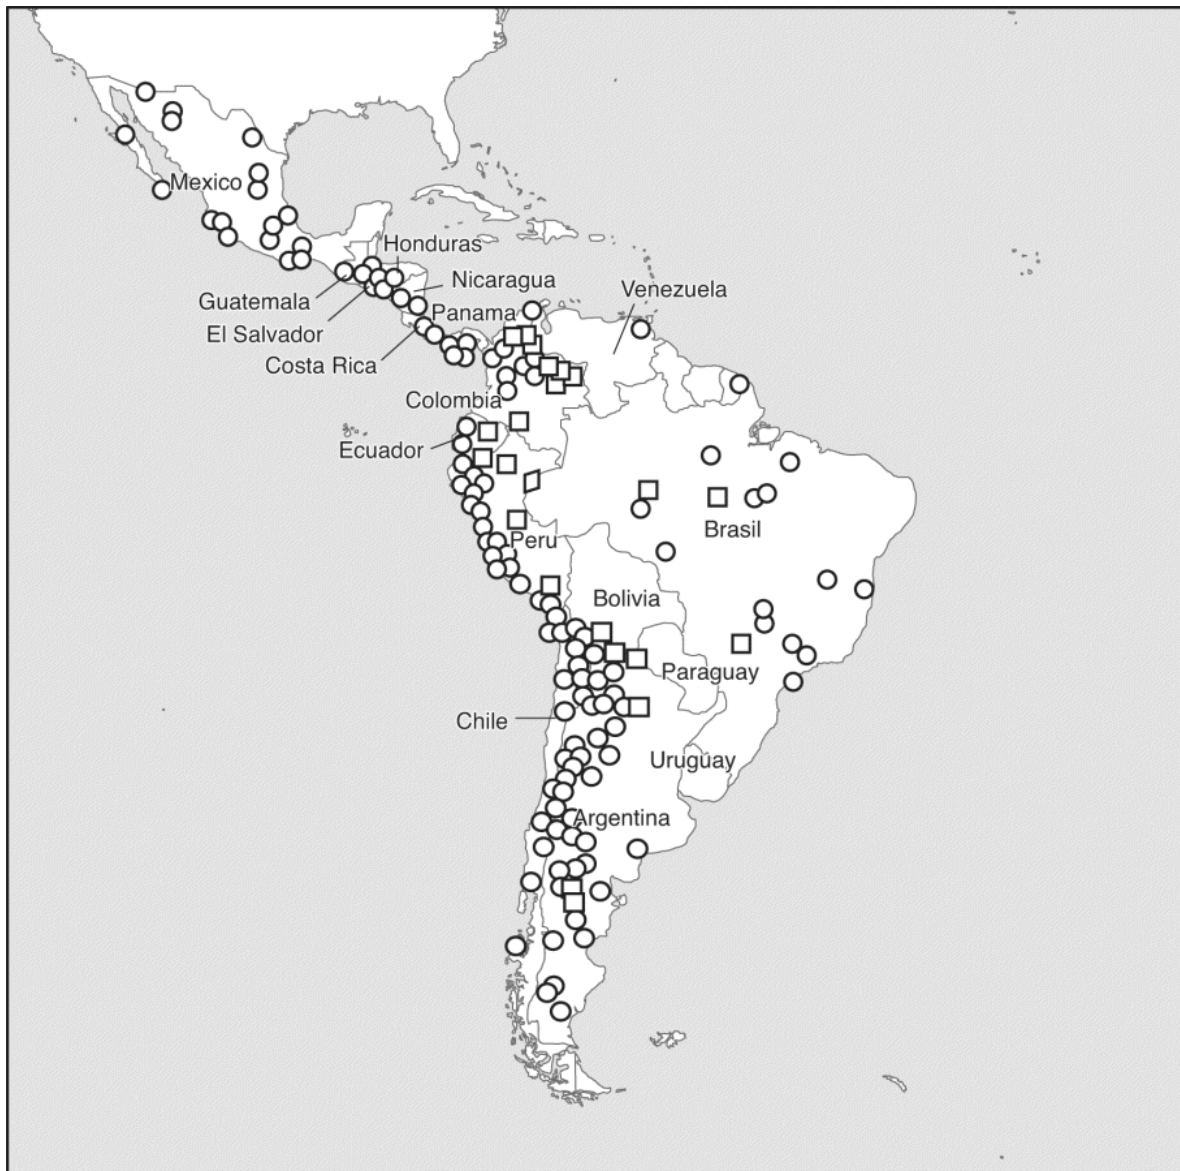 Mexico
Honduras
Nicaragua
Guatemala
Venezuela
Panama
El Salvador
Costa Rica
Colombia
Ecuador
Brasil
Peru
Bolivia
Paraguay
Chile
Uruguay
Argentina